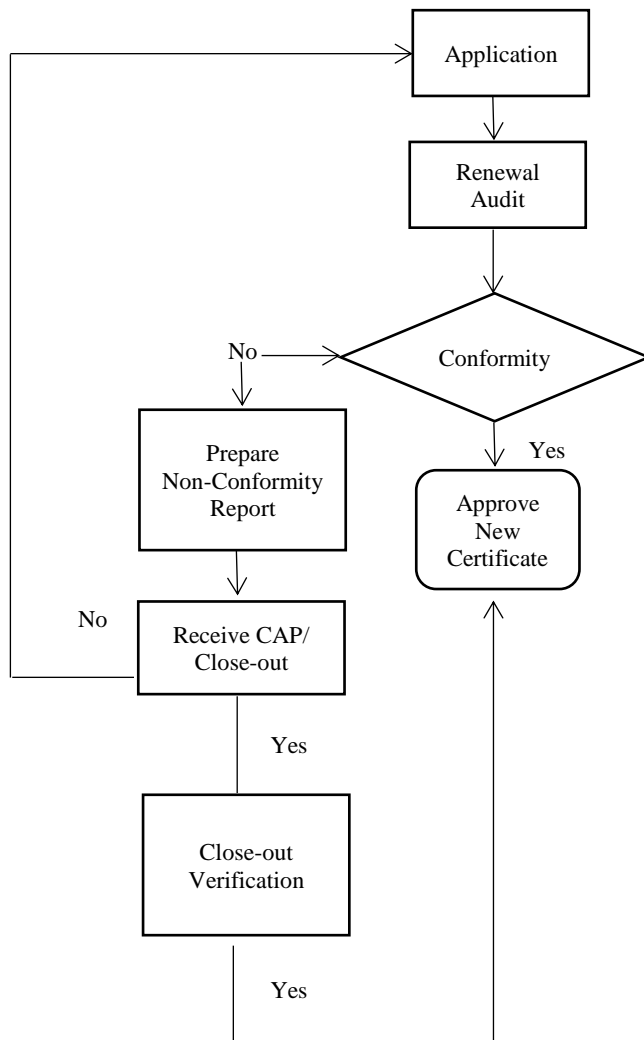 Application
Renewal
Audit
Conformity
No
Yes
Prepare
Non-Conformity
Report
Approve
New
Certificate
No
Receive CAP/
Close-out
Yes
Close-out
Verification
Yes